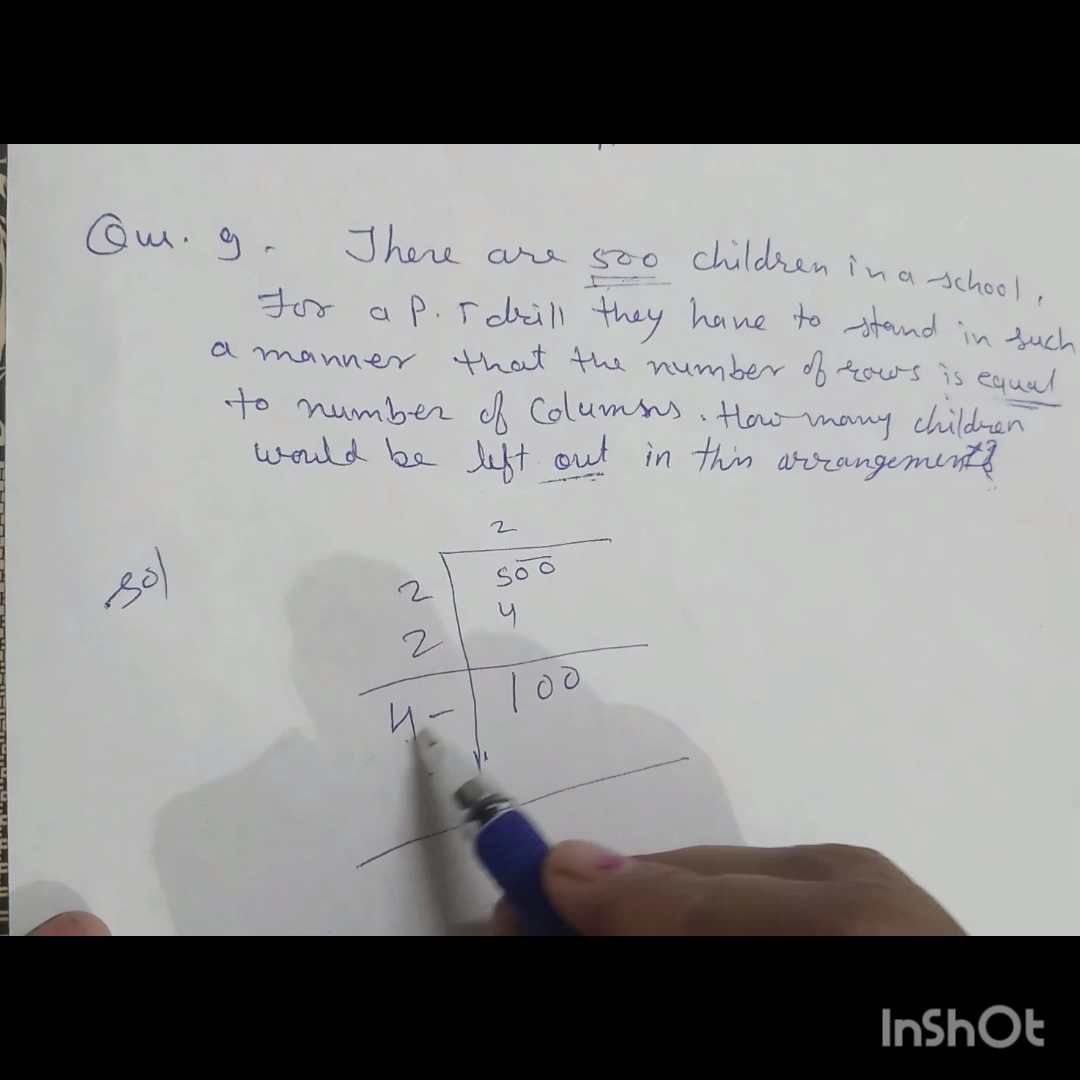 Que. 9. There are 500 children in a school.
For a P.T drill they have to stand in such
a manner that the number of rows is equal
to number of Columns. How many children
would be left out in this arrangement?
sol
2
2 500
2 4
4- 100
InShOt